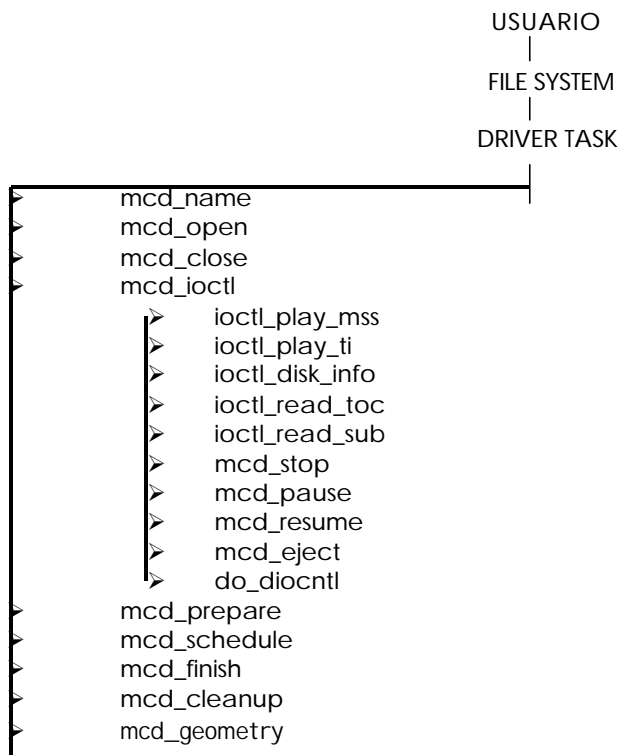 USUARIO
FILE SYSTEM
DRIVER TASK
mcd_name
mcd_open
mcd_close
mcd_ioctl
ioctl_play_mss
ioctl_play_ti
ioctl_disk_info
ioctl_read_toc
ioctl_read_sub
mcd_stop
mcd_pause
mcd_resume
mcd_eject
do_diocntl
mcd_prepare
mcd_schedule
mcd_finish
mcd_cleanup
mcd_geometry